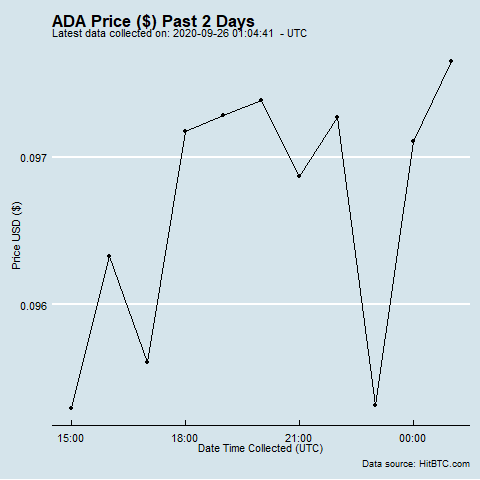 ADA Price ($) Past 2 Days
Latest data collected on: 2020-09-26 01:04:41 - UTC
0.097
Price USD ($)
0.096
15:00 18:00 21:00 00:00
Date Time Collected (UTC)
Data source: HitBTC.com